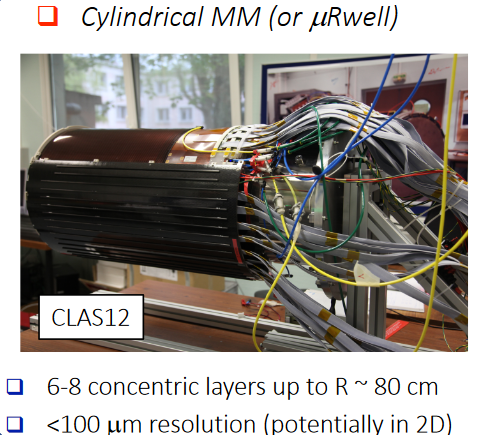 Cylindrical MM (or µRwell)
CLAS12
6-8 concentric layers up to R ~ 80 cm
<100 µm resolution (potentially in 2D)